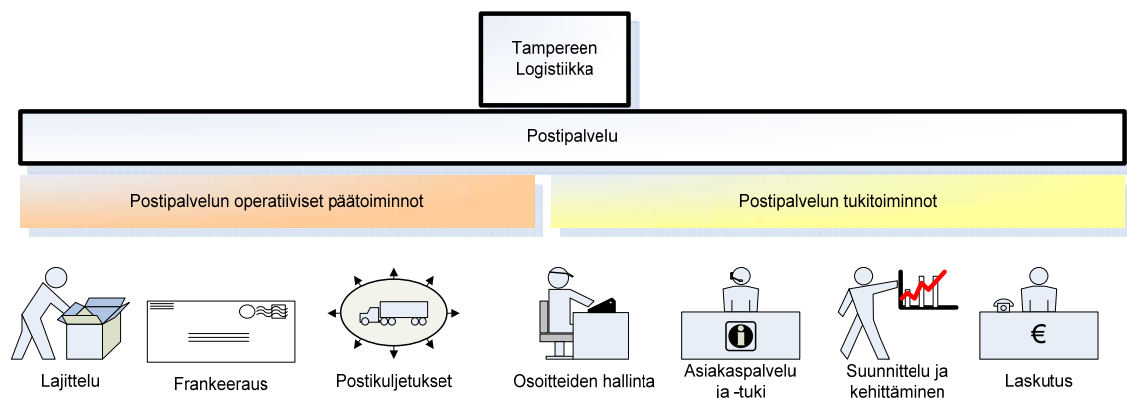 Tampereen
Logistiikka
Postipalvelu
Postipalvelun operatiiviset päätoiminnot
Postipalvelun tukitoiminnot
i
€
Lajittelu
Frankeeraus
Postikuljetukset
Osoitteiden hallinta
Asiakaspalvelu
ja -tuki
Suunnittelu ja
kehittäminen
Laskutus